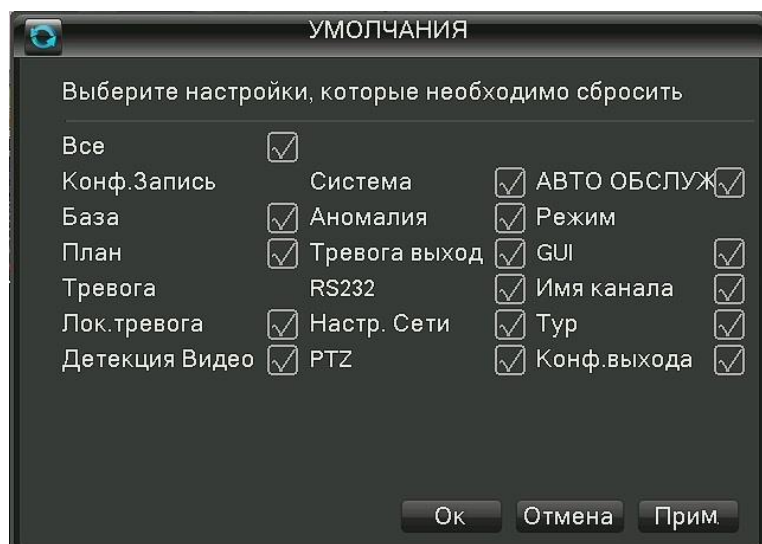 УМОЛЧАНИЯ
Выберите настройки, которые необходимо сбросить
Все
Конф.Запись Система АВТО ОБСЛУЖ
База Аномалия Режим
План Тревога выход GUI
Тревога RS232 Имя канала
Лок.тревога Настр. Сети Тур
Детекция Видео PTZ Конф.выхода
Ок Отмена Прим.